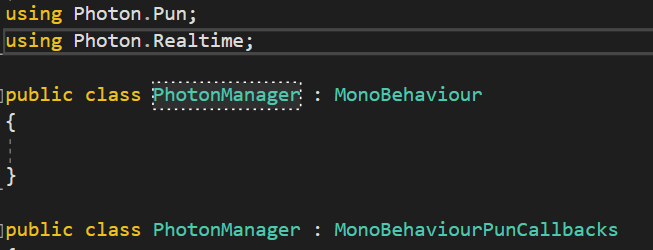 using Photon.Pun;
using Photon.Realtime;
public class PhotonManager : MonoBehaviour
{
}
public class PhotonManager : MonoBehaviourPunCallbacks